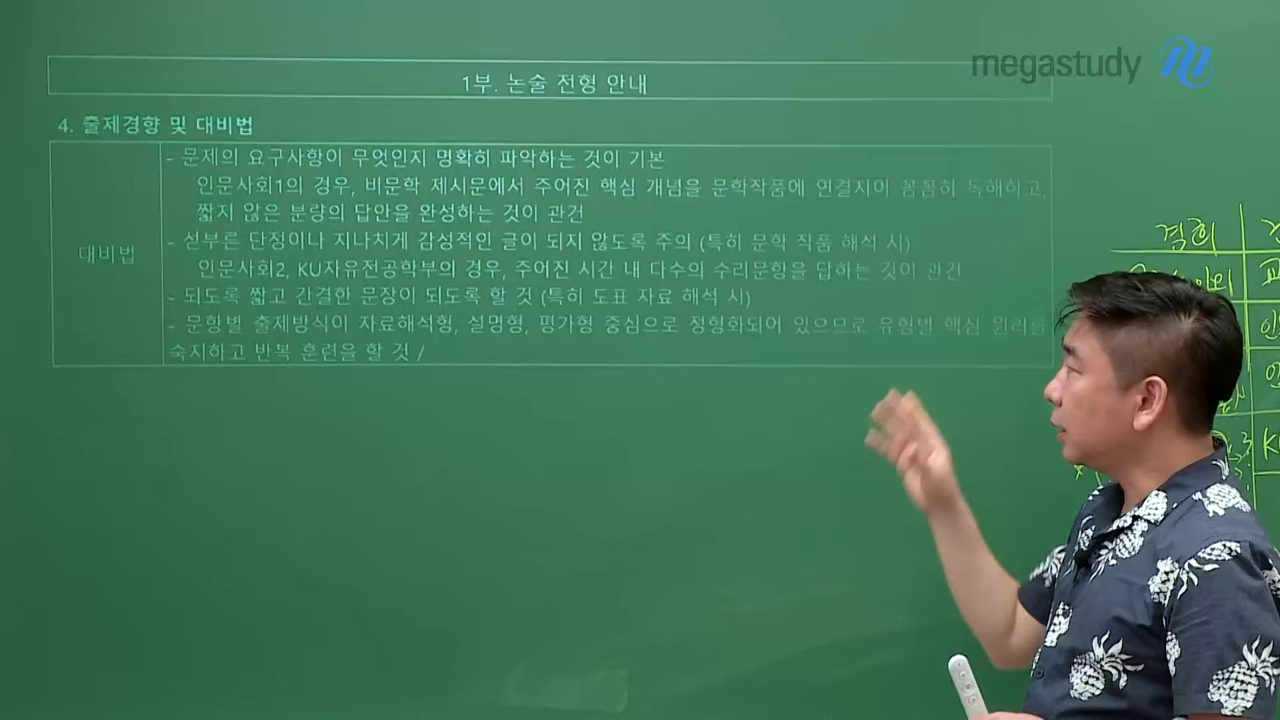 megastudy
1부. 논술 전형 안내
4. 출제경향 및 대비법
대비법
- 문제의 요구사항이 무엇인지 명확히 파악하는 것이 기본
인문사회1의 경우, 비문학 제시문에서 주어진 핵심 개념을 문학작품에 연결지어 꼼꼼히 독해하고,
짧지 않은 분량의 답안을 완성하는 것이 관건
- 섣부른 단정이나 지나치게 감성적인 글이 되지 않도록 주의 (특히 문학 작품 해석 시)
인문사회2, KU자유전공학부의 경우, 주어진 시간 내 다수의 수리문항을 답하는 것이 관건
- 되도록 짧고 간결한 문장이 되도록 할 것 (특히 도표 자료 해석 시)
- 문항별 출제방식이 자료해석형, 설명형, 평가형 중심으로 정형화되어 있으므로 유형별 핵심 원리를
숙지하고 반복 훈련을 할 것 /